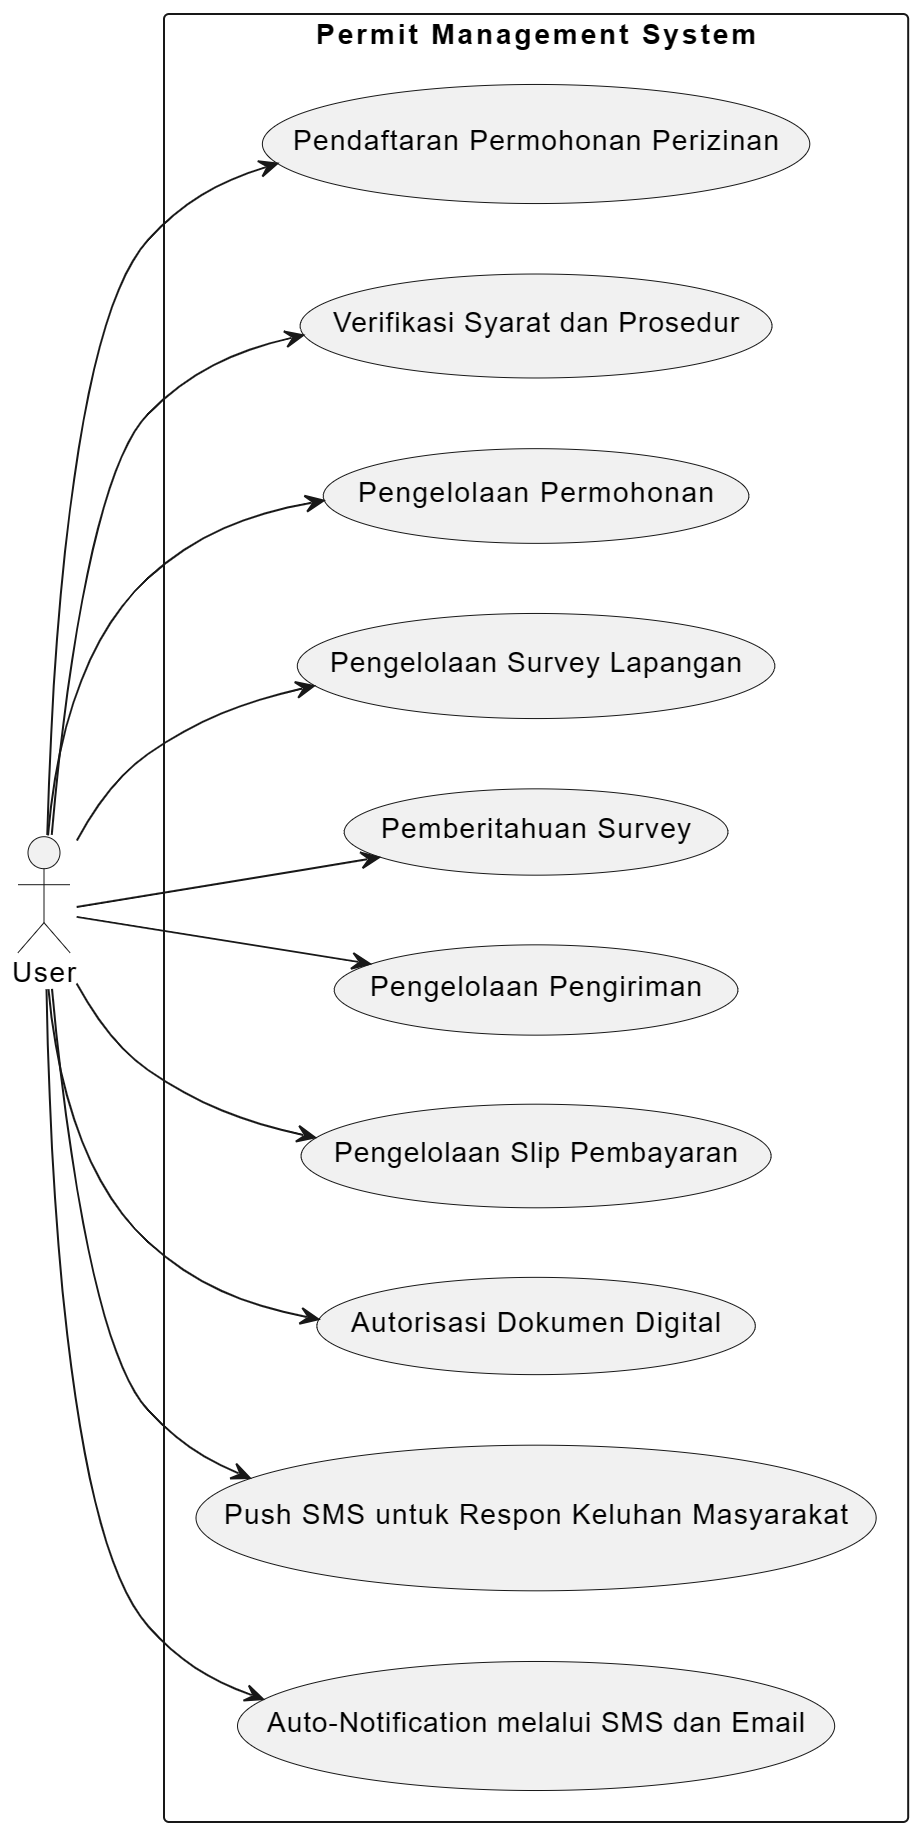 Permit Management System
Pendaftaran Permohonan Perizinan
Verifikasi Syarat dan Prosedur
Pengelolaan Permohonan
Pengelolaan Survey Lapangan
Pemberitahuan Survey
User
Pengelolaan Pengiriman
Pengelolaan Slip Pembayaran
Autorisasi Dokumen Digital
Push SMS untuk Respon Keluhan Masyarakat
Auto-Notification melalui SMS dan Email